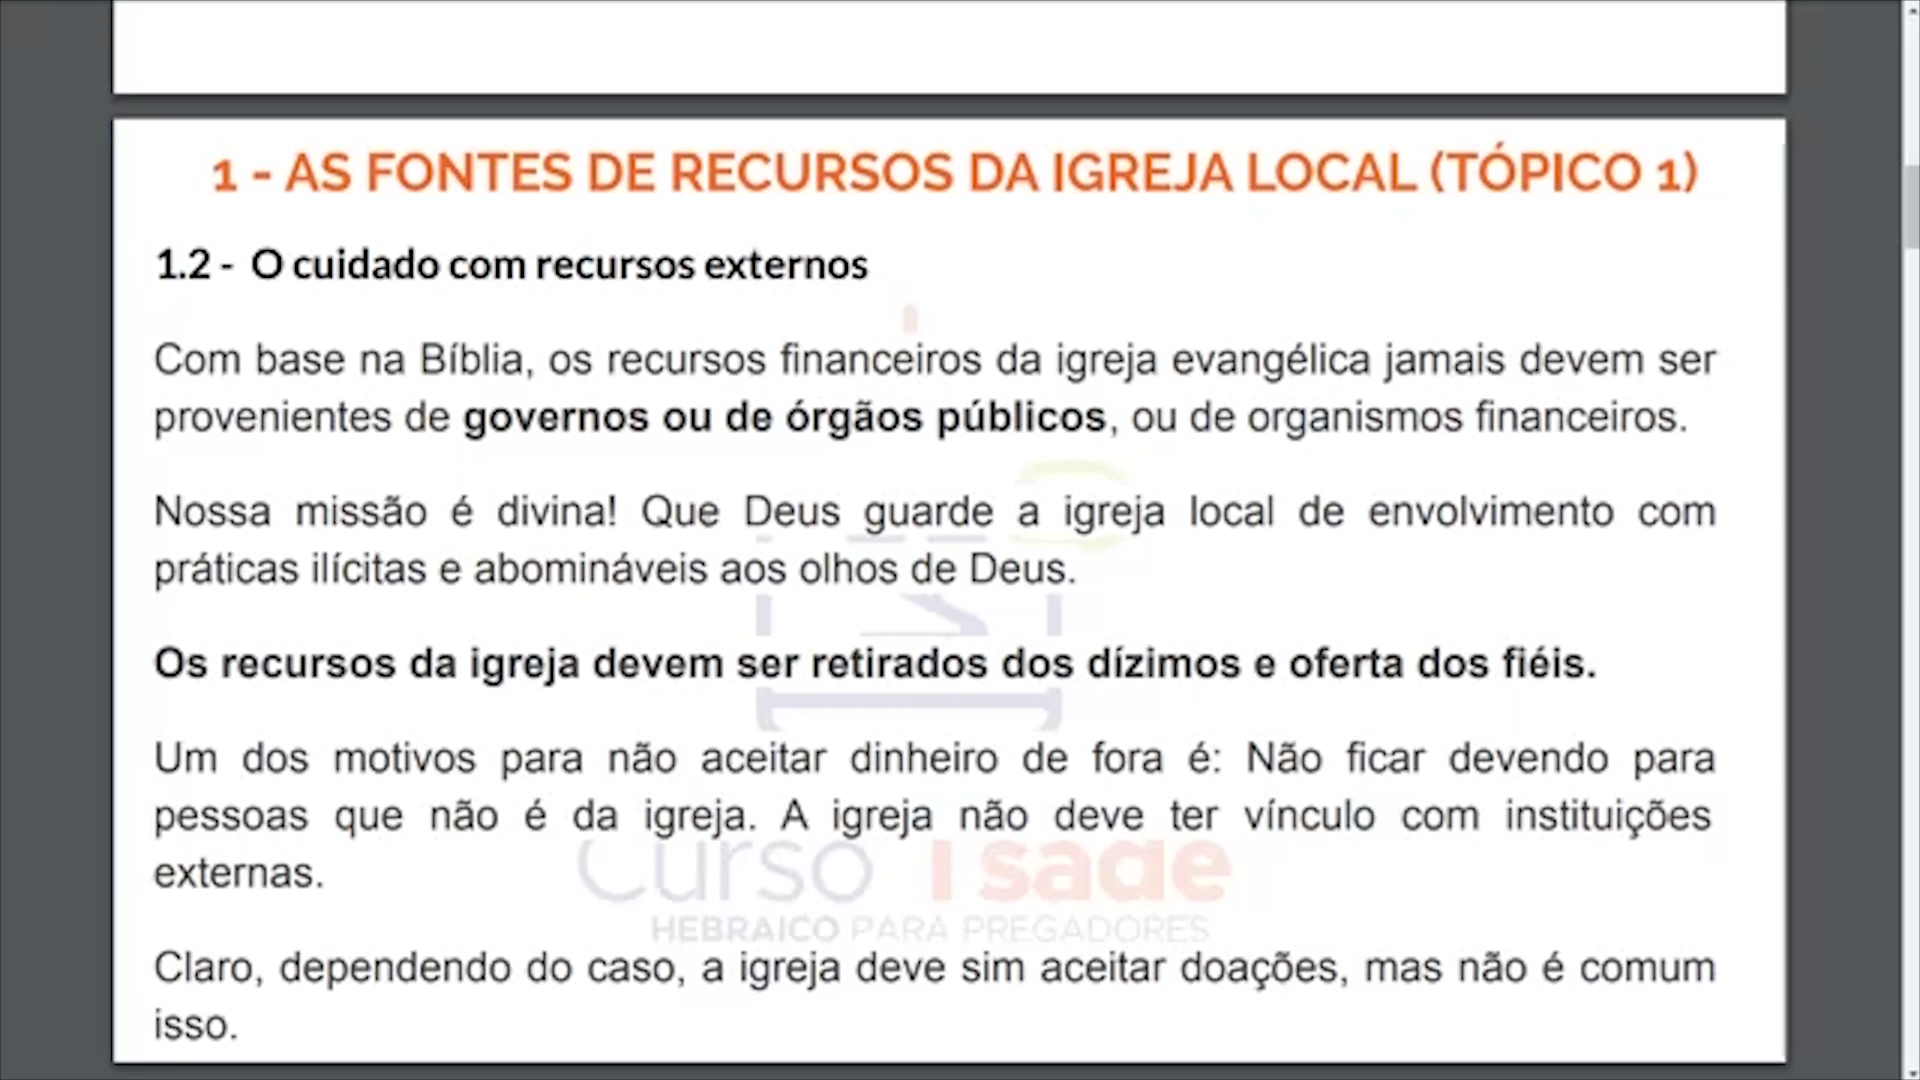 1 - AS FONTES DE RECURSOS DA IGREJA LOCAL (TÓPICO 1)
1.2 - O cuidado com recursos externos
Com base na Bíblia, os recursos financeiros da igreja evangélica jamais devem ser
provenientes de governos ou de órgãos públicos, ou de organismos financeiros.
Nossa missão é divina! Que Deus guarde a igreja local de envolvimento com
práticas ilícitas e abomináveis aos olhos de Deus.
Os recursos da igreja devem ser retirados dos dízimos e oferta dos fiéis.
Um dos motivos para não aceitar dinheiro de fora é: Não ficar devendo para
pessoas que não é da igreja. A igreja não deve ter vínculo com instituições
externas.
Curso
HEBRAICO PARA PREGADORES
Claro, dependendo do caso, a igreja deve sim aceitar doações, mas não é comum
isso.